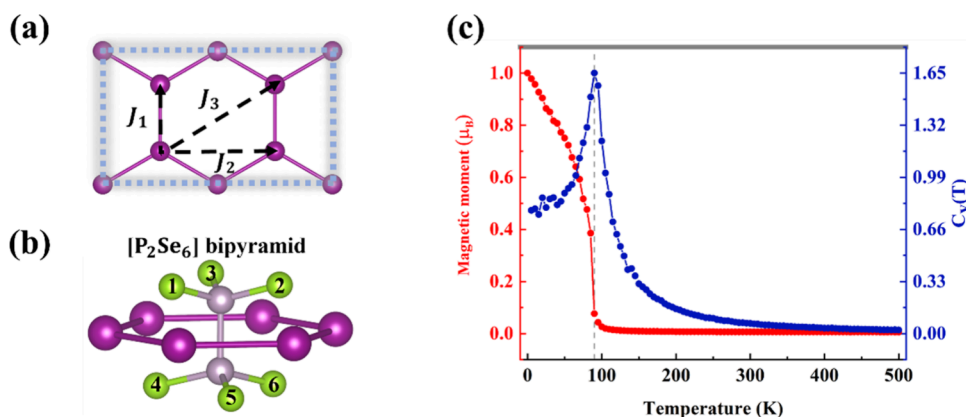 (a)
J₁
J₃
J₂
(b)
[P₂Se₆] bipyramid
3
1
2
4
5
6
(c)
Magnetic moment (μ_B)
1.0
0.8
0.6
0.4
0.2
0.0
1.65
1.32
0.99
0.66
0.33
0.00
C_V(T)
0
100
200
300
400
500
Temperature (K)